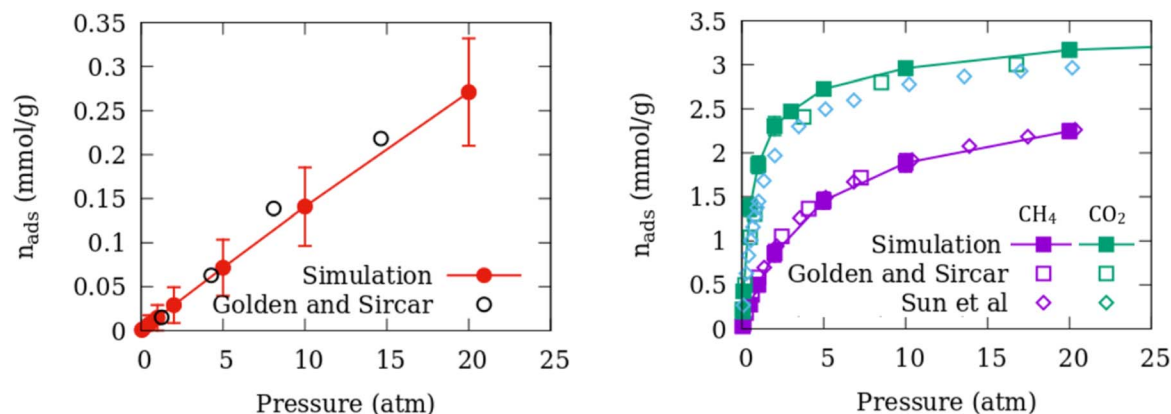 0.35
0.3
0.25
0.2
0.15
0.1
0.05
0
n_ads (mmol/g)
Simulation
Golden and Sircar
0 5 10 15 20 25
Pressure (atm)
3.5
3
2.5
2
1.5
1
0.5
0
n_ads (mmol/g)
CH₄ CO₂
Simulation
Golden and Sircar
Sun et al
0 5 10 15 20 25
Pressure (atm)